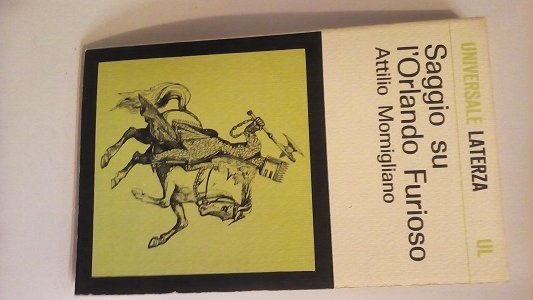 UNIVERSALE LATERZA UL
Saggio su
l'Orlando Furioso
Attilio Momigliano